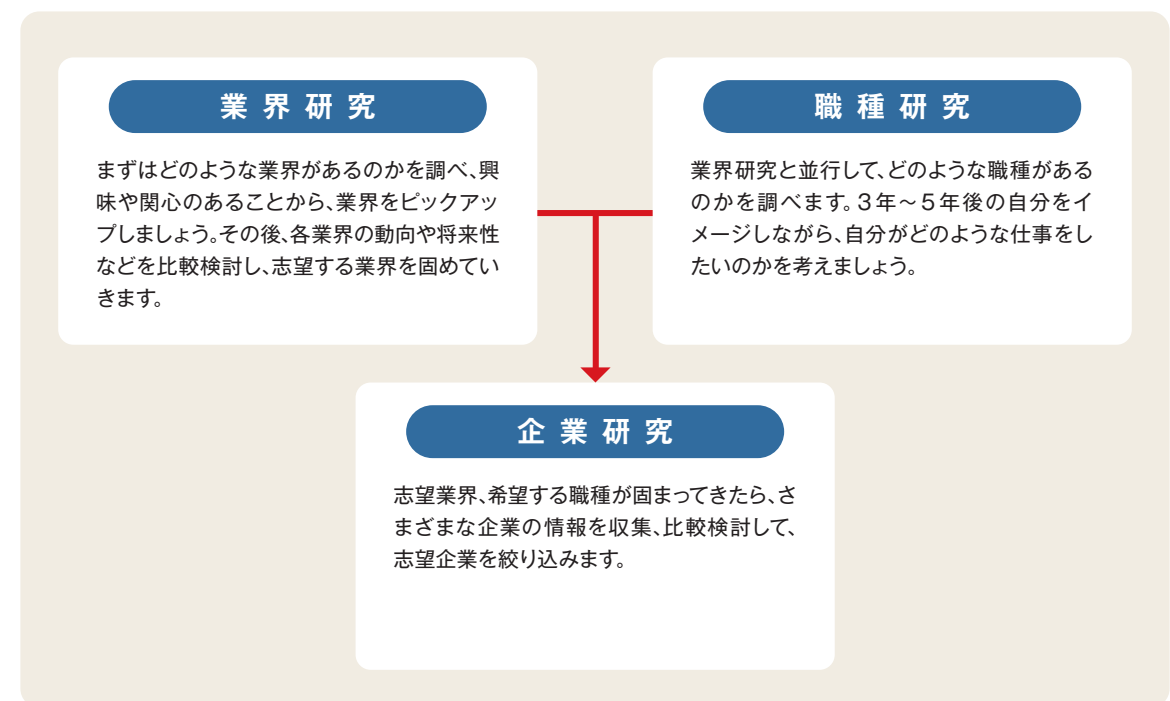 業界研究
まずはどのような業界があるのかを調べ、興
味や関心のあることから、業界をピックアッ
プしましょう。その後、各業界の動向や将来性
などを比較検討し、志望する業界を固めてい
きます。
職種研究
業界研究と並行して、どのような職種がある
のかを調べます。3年～5年後の自分をイ
メージしながら、自分がどのような仕事をし
たいのかを考えましょう。
企業研究
志望業界、希望する職種が固まってきたら、さ
まざまな企業の情報を収集、比較検討して、
志望企業を絞り込みます。